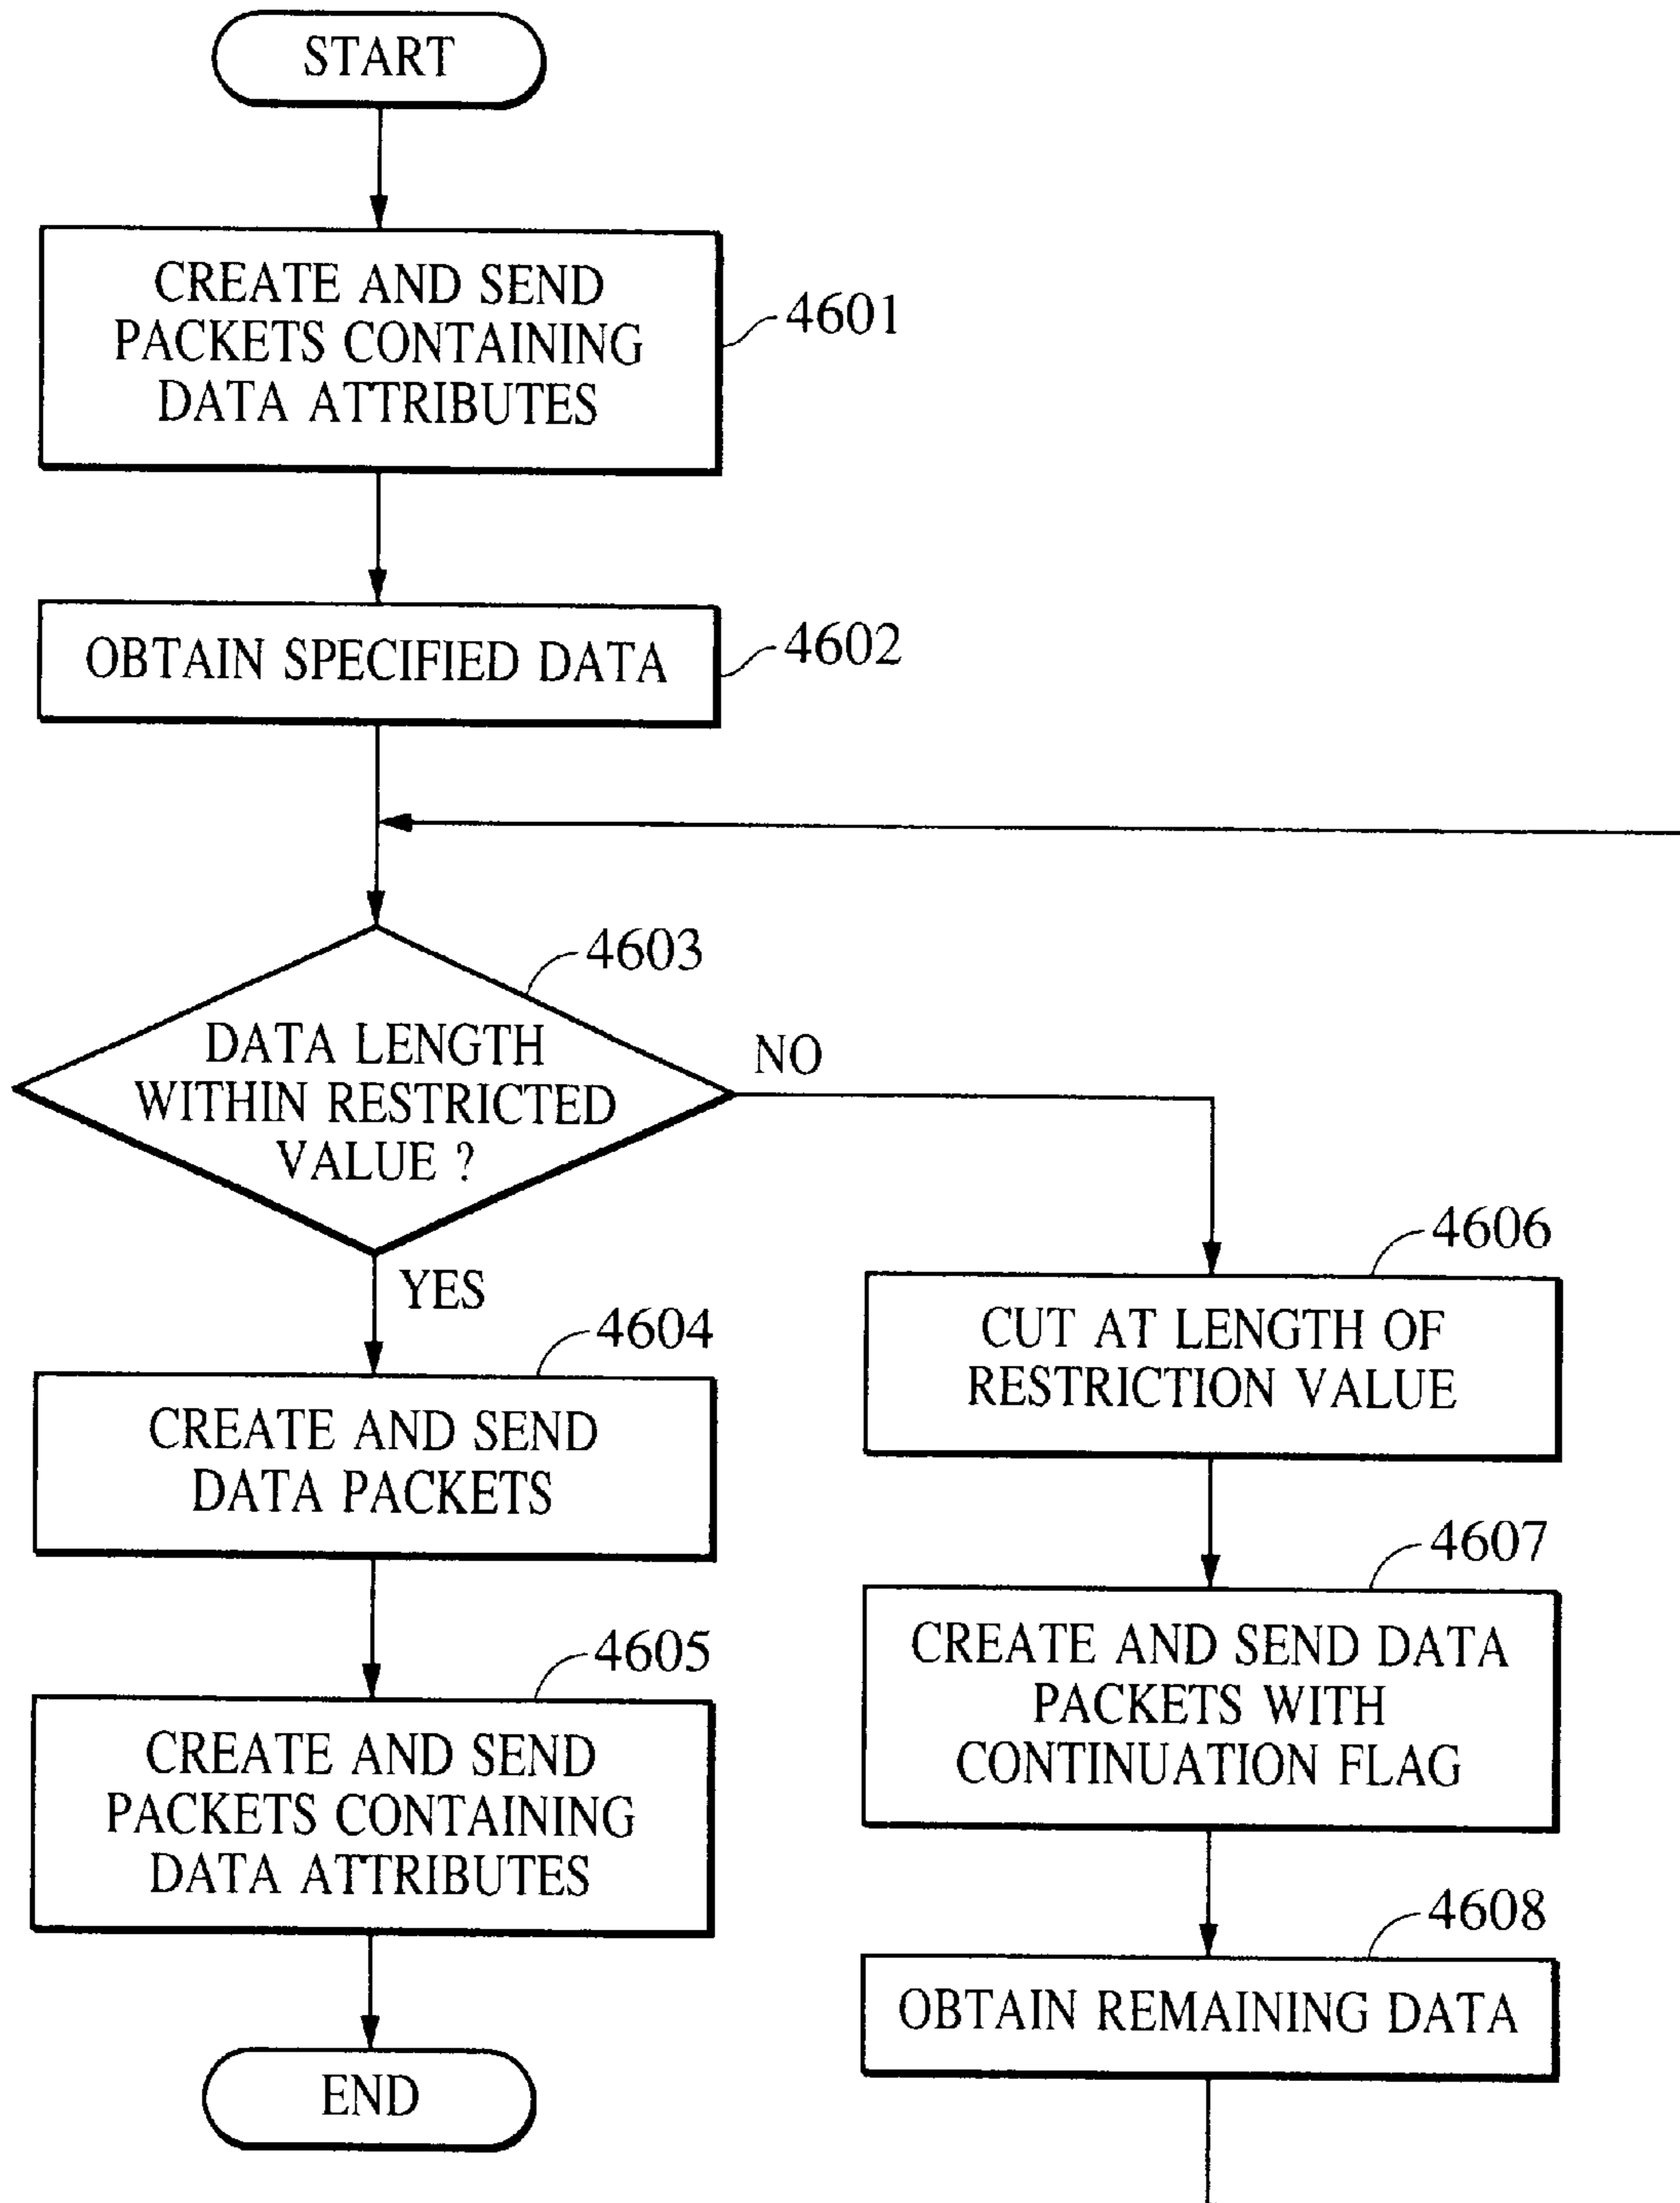 START
CREATE AND SEND
PACKETS CONTAINING
DATA ATTRIBUTES
4601
OBTAIN SPECIFIED DATA
4602
4603
DATA LENGTH
WITHIN RESTRICTED
VALUE ?
NO
YES
4604
CREATE AND SEND
DATA PACKETS
4605
CREATE AND SEND
PACKETS CONTAINING
DATA ATTRIBUTES
END
4606
CUT AT LENGTH OF
RESTRICTION VALUE
4607
CREATE AND SEND DATA
PACKETS WITH
CONTINUATION FLAG
4608
OBTAIN REMAINING DATA